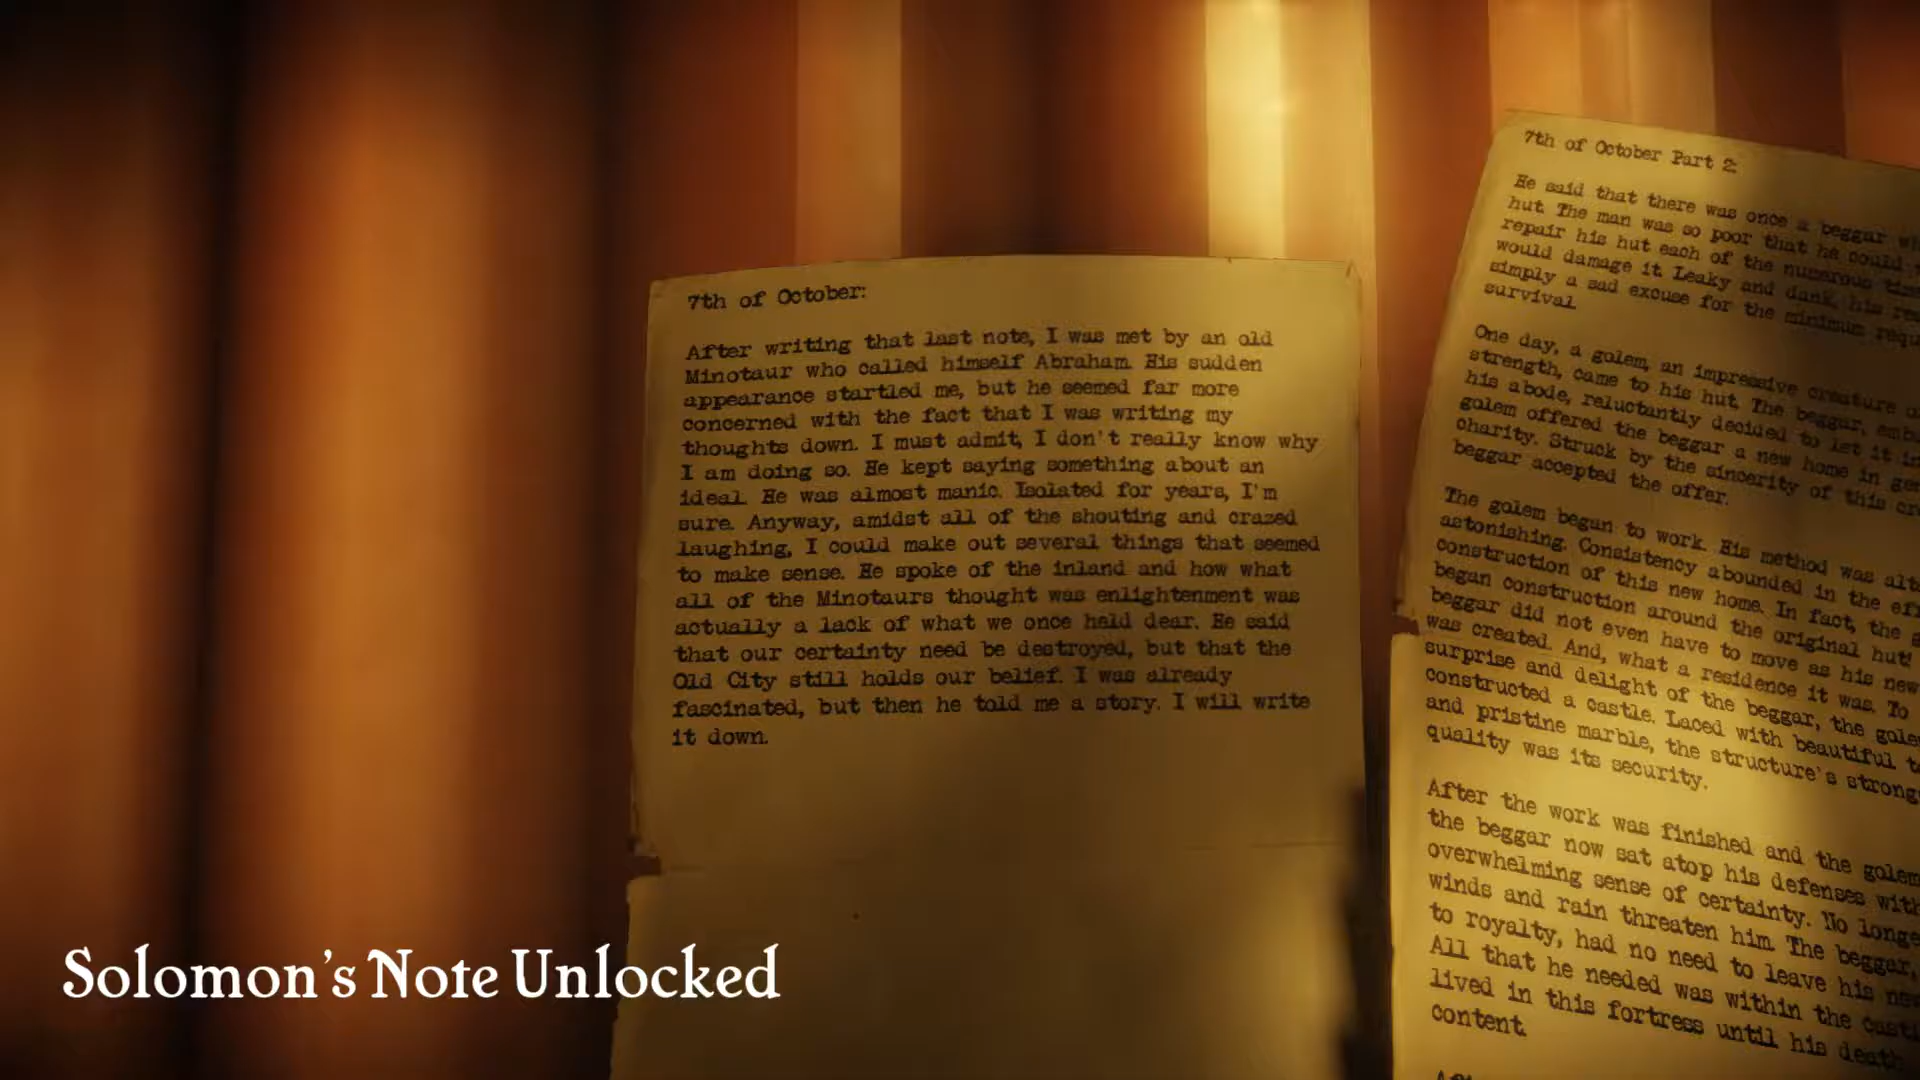 7th of October:
After writing that last note, I was met by an old
Minotaur who called himself Abraham. His sudden
appearance startled me, but he seemed far more
concerned with the fact that I was writing my
thoughts down. I must admit, I don't really know why
I am doing so. He kept saying something about an
ideal. He was almost manic. Isolated for years, I'm
sure. Anyway, amidst all of the shouting and crazed
laughing, I could make out several things that seemed
to make sense. He spoke of the inland and how what
all of the Minotaurs thought was enlightenment was
actually a lack of what we once held dear. He said
that our certainty need be destroyed, but that the
Old City still holds our belief. I was already
fascinated, but then he told me a story. I will write
it down.
7th of October Part 2:
He said that there was once a beggar
hut. The man was so poor that he could
repair his hut each of the numerous
would damage it. Leaky and dank, his
simply a sad excuse for the minimum
survival.
One day, a golem, an impressive creature
strength, came to his hut. The beggar,
his abode, reluctantly decided to let it
golem offered the beggar a new home in
charity. Struck by the sincerity of this
beggar accepted the offer.
The golem began to work. His method was
astonishing. Consistency abounded in the
construction of this new home. In fact, the
began construction around the original hut!
beggar did not even have to move as his new
was created. And, what a residence it was. To
surprise and delight of the beggar, the
constructed a castle. Laced with beautiful
and pristine marble, the structure's
quality was its security.
After the work was finished and the golem
the beggar now sat atop his defenses
overwhelming sense of certainty. No
winds and rain threaten him. The beggar,
to royalty, had no need to leave his
All that he needed was within the
lived in this fortress until his death
content.
Solomon's Note Unlocked